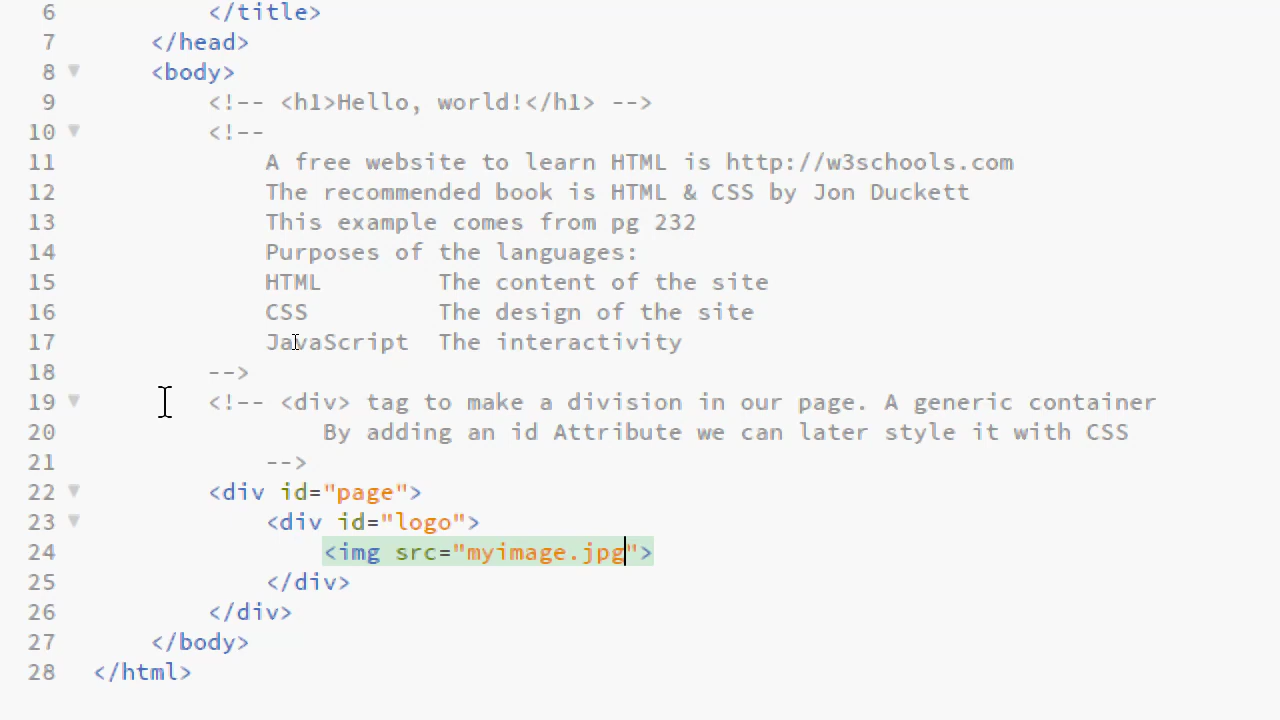 6 </title>
7 </head>
8 <body>
9 <!-- <h1>Hello, world!</h1> -->
10 <!--
11 A free website to learn HTML is http://w3schools.com
12 The recommended book is HTML & CSS by Jon Duckett
13 This example comes from pg 232
14 Purposes of the languages:
15 HTML The content of the site
16 CSS The design of the site
17 JavaScript The interactivity
18 -->
19 <!-- <div> tag to make a division in our page. A generic container
20 By adding an id Attribute we can later style it with CSS
21 -->
22 <div id="page">
23 <div id="logo">
24 <img src="myimage.jpg">
25 </div>
26 </div>
27 </body>
28 </html>